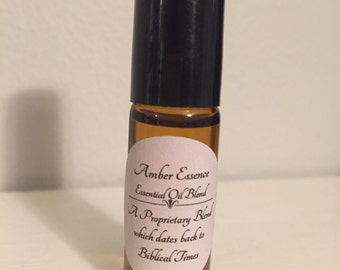 Amber Essence
Essential Oil Blend
A Proprietary Blend
which dates back to
Biblical Times